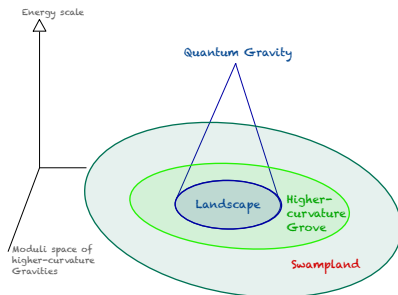 Energy scale
Quantum Gravity
Landscape
Higher-
curvature
Grove
Swampland
Moduli space of
higher-curvature
Gravities